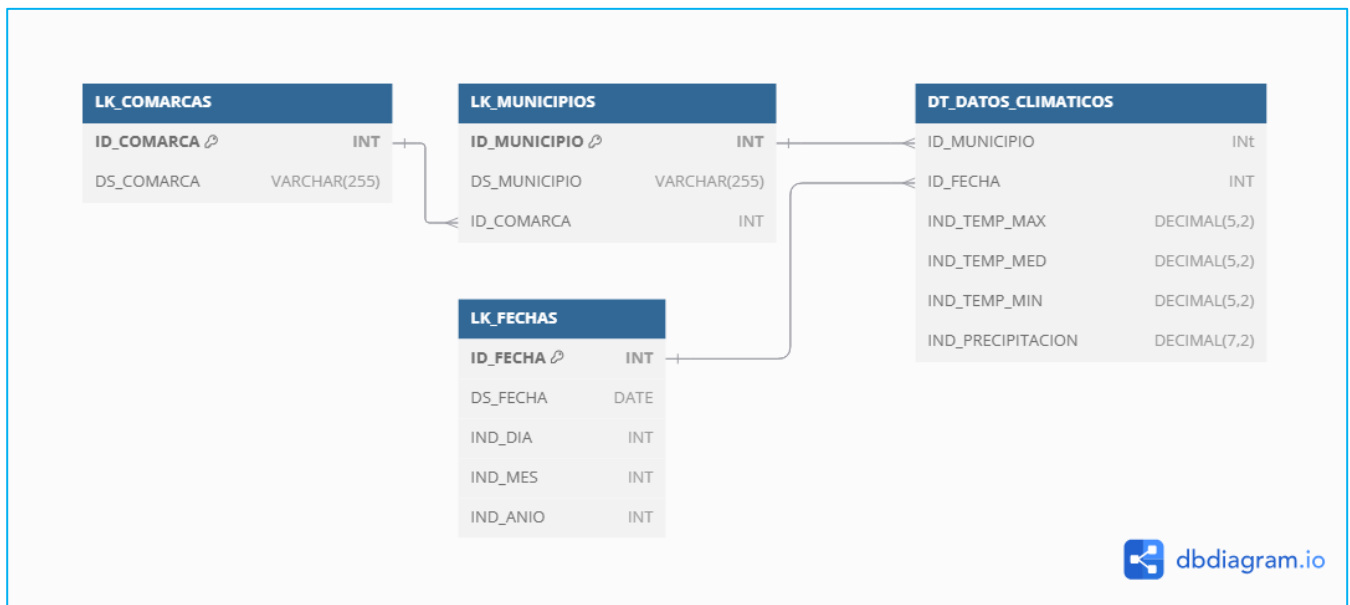 LK_COMARCAS
ID_COMARCA INT
DS_COMARCA VARCHAR(255)
LK_MUNICIPIOS
ID_MUNICIPIO INT
DS_MUNICIPIO VARCHAR(255)
ID_COMARCA INT
DT_DATOS_CLIMATICOS
ID_MUNICIPIO INt
ID_FECHA INT
IND_TEMP_MAX DECIMAL(5,2)
IND_TEMP_MED DECIMAL(5,2)
IND_TEMP_MIN DECIMAL(5,2)
IND_PRECIPITACION DECIMAL(7,2)
LK_FECHAS
ID_FECHA INT
DS_FECHA DATE
IND_DIA INT
IND_MES INT
IND_ANIO INT
dbdiagram.io